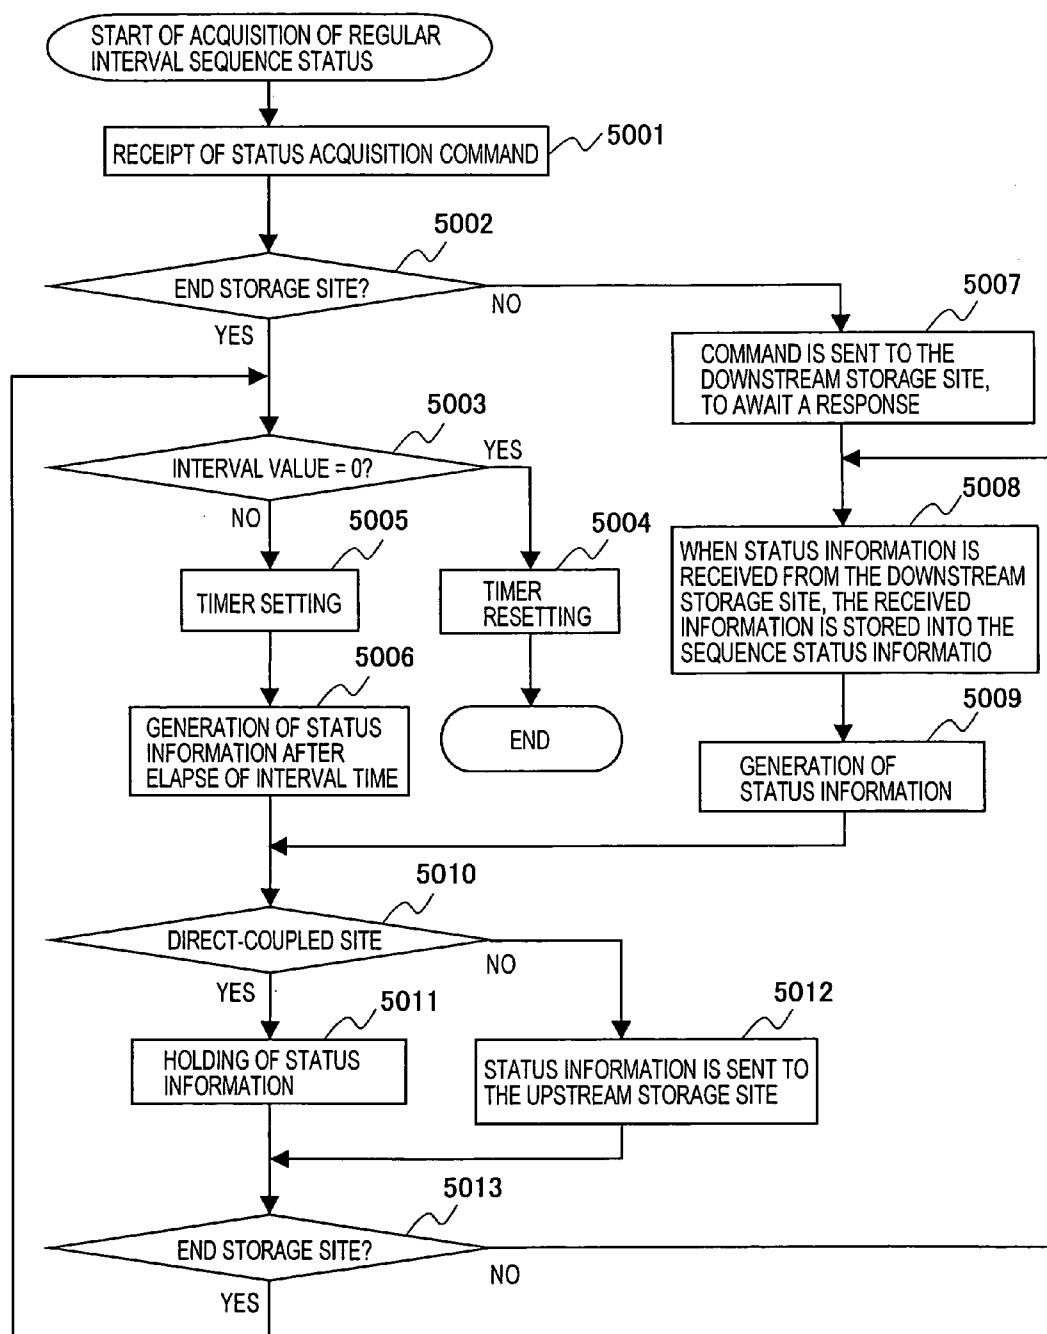 START OF ACQUISITION OF REGULAR
INTERVAL SEQUENCE STATUS
5001
RECEIPT OF STATUS ACQUISITION COMMAND
5002
END STORAGE SITE?
NO
YES
5007
COMMAND IS SENT TO THE
DOWNSTREAM STORAGE SITE,
TO AWAIT A RESPONSE
5003
INTERVAL VALUE = 0?
YES
NO
5005
TIMER SETTING
5004
TIMER
RESETTING
5008
WHEN STATUS INFORMATION IS
RECEIVED FROM THE DOWNSTREAM
STORAGE SITE, THE RECEIVED
INFORMATION IS STORED INTO THE
SEQUENCE STATUS INFORMATIO
5006
GENERATION OF STATUS
INFORMATION AFTER
ELAPSE OF INTERVAL TIME
END
5009
GENERATION OF
STATUS INFORMATION
5010
DIRECT-COUPLED SITE
NO
YES
5011
HOLDING OF STATUS
INFORMATION
5012
STATUS INFORMATION IS SENT TO
THE UPSTREAM STORAGE SITE
5013
END STORAGE SITE?
NO
YES